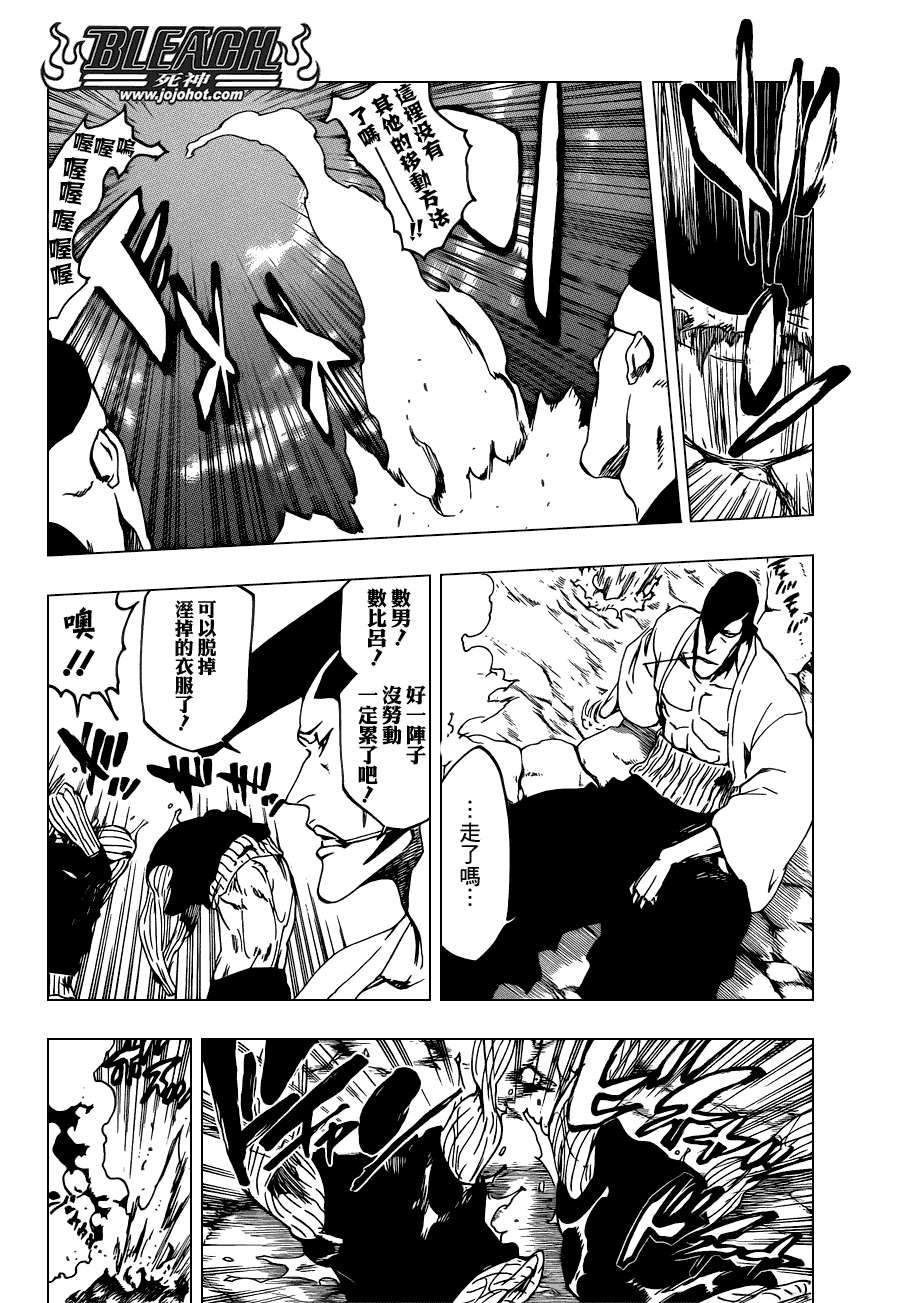 BLEACH
死神
www.jojohot.com
這裡没有
其他的移動方法
了嗎——!!
嗚喔喔
喔喔喔喔喔
…走了嗎…
數男!
數比呂!
好一陣子
沒勞動
一定累了吧!
可以脱掉
溼掉的衣服了!
噢!!